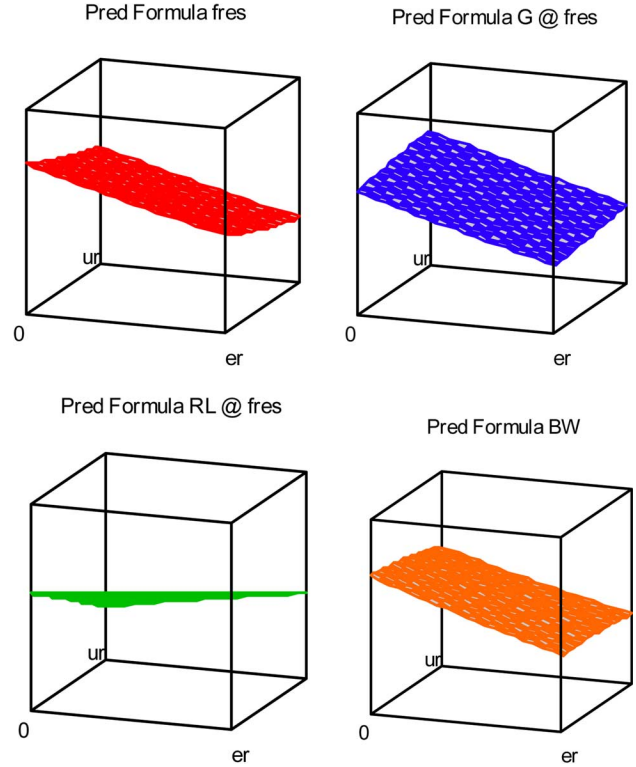 Pred Formula fres
Pred Formula G @ fres
ur
0
er
ur
0
er
Pred Formula RL @ fres
Pred Formula BW
ur
0
er
ur
0
er